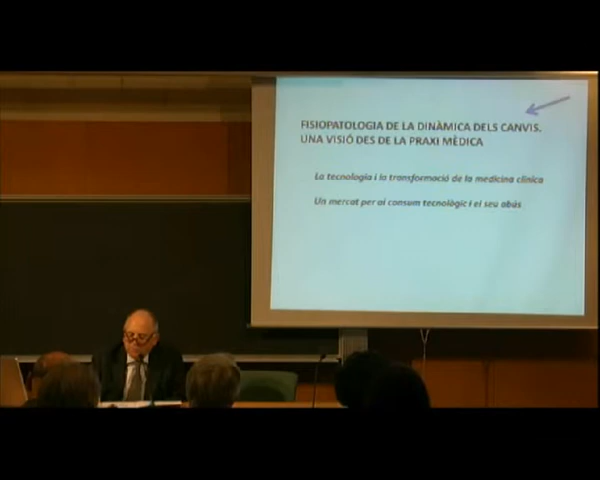 FISIOPATOLOGIA DE LA DINÀMICA DELS CANVIS.
UNA VISIÓ DES DE LA PRAXI MÈDICA
La tecnologia i la transformació de la medicina clínica
Un mercat per al consum tecnològic i el seu abús